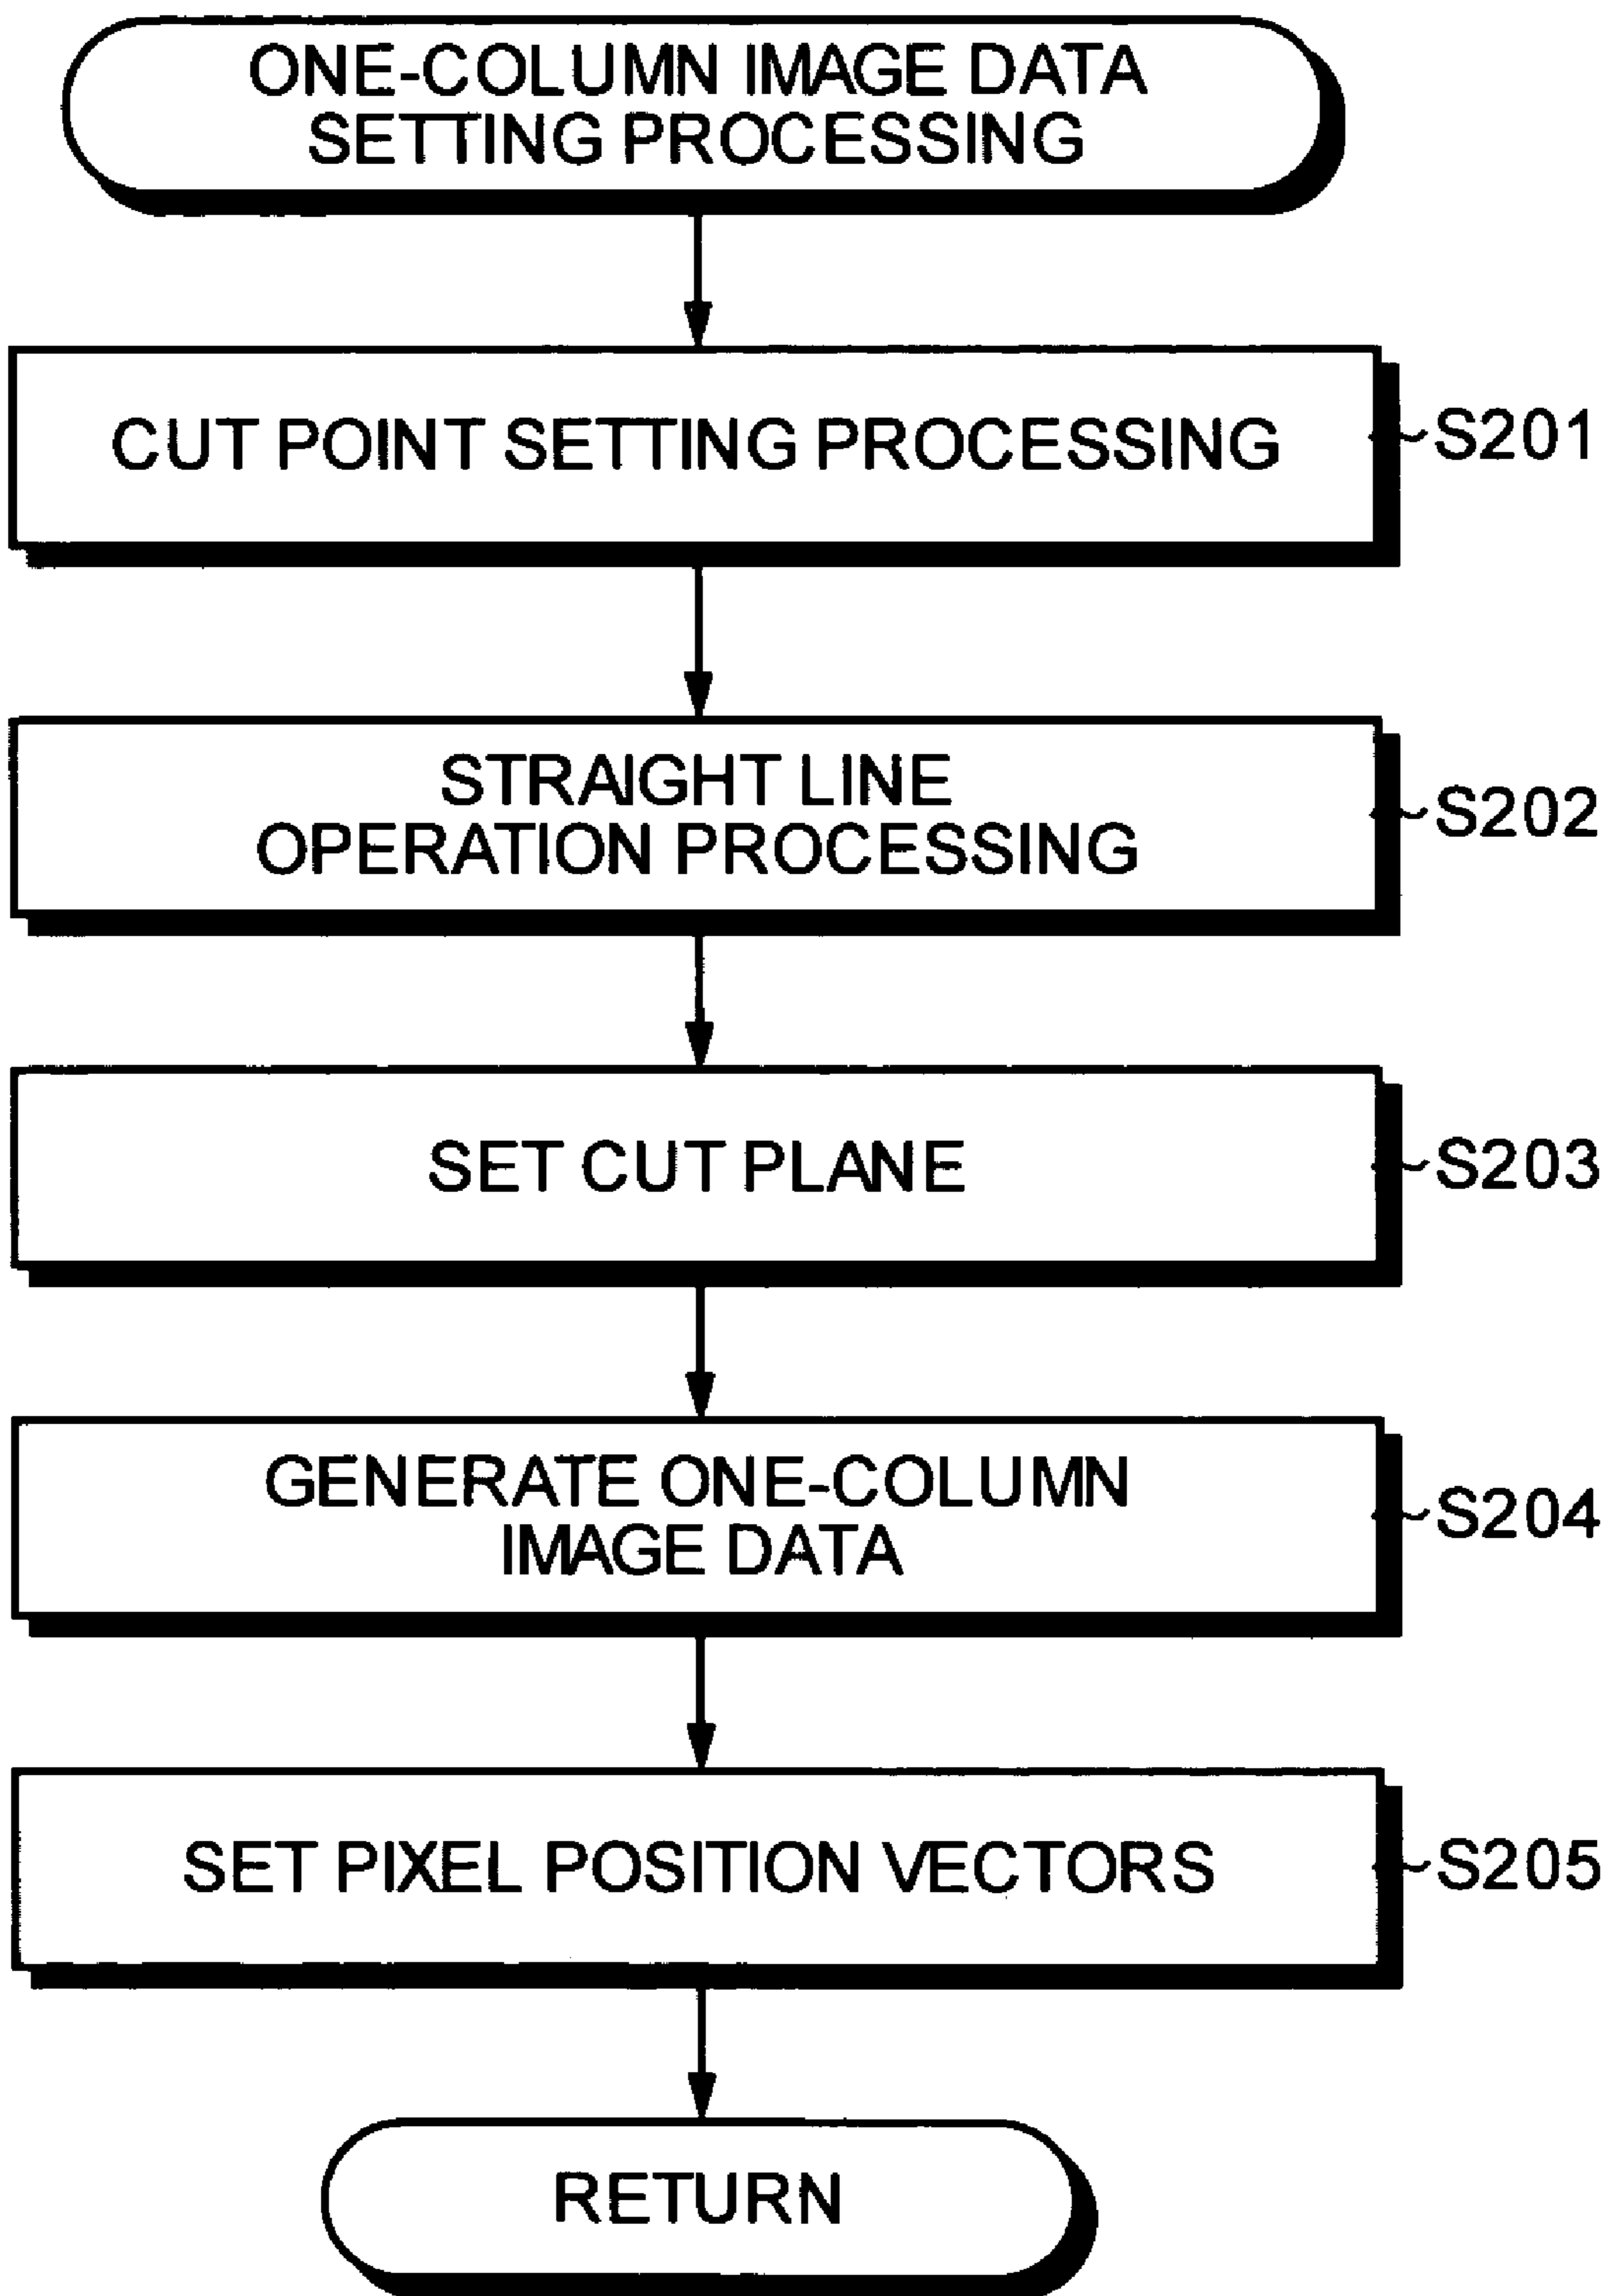 ONE-COLUMN IMAGE DATA
SETTING PROCESSING
CUT POINT SETTING PROCESSING
S201
STRAIGHT LINE
OPERATION PROCESSING
S202
SET CUT PLANE
S203
GENERATE ONE-COLUMN
IMAGE DATA
S204
SET PIXEL POSITION VECTORS
S205
RETURN